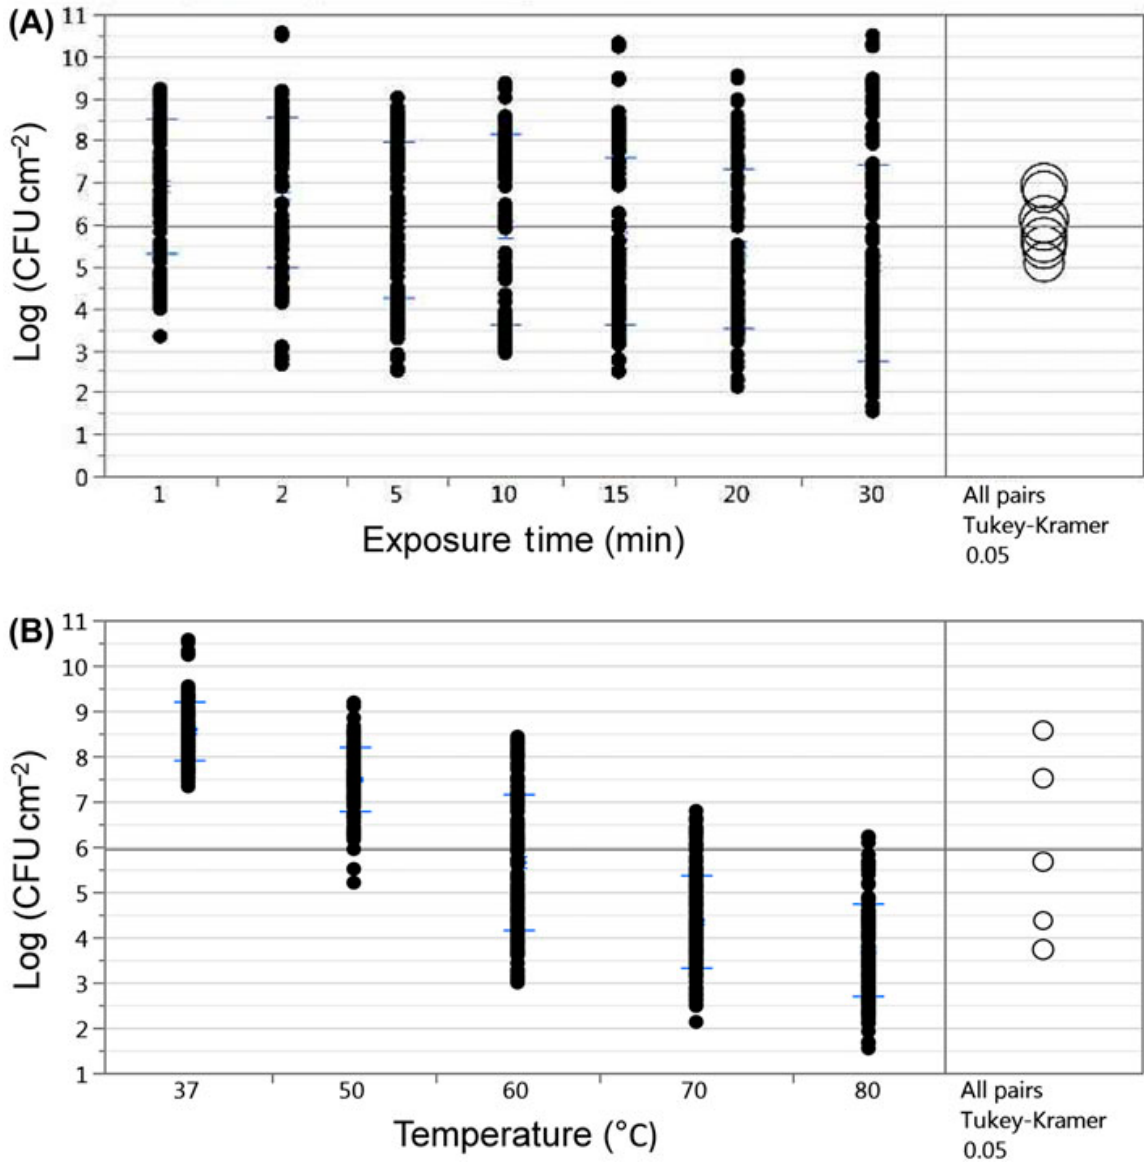 (A)
11
10
9
8
7
6
5
4
3
2
1
0
Log (CFU cm⁻²)
1 2 5 10 15 20 30
Exposure time (min)
All pairs
Tukey-Kramer
0.05
(B)
11
10
9
8
7
6
5
4
3
2
1
Log (CFU cm⁻²)
37 50 60 70 80
Temperature (°C)
All pairs
Tukey-Kramer
0.05